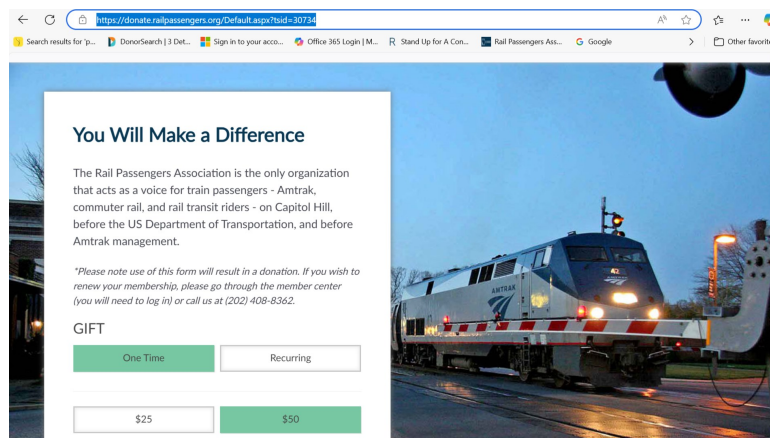 https://donate.railpassengers.org/Default.aspx?tsid=30734
Search results for 'p... DonorSearch | 3 Det... Sign in to your acco... Office 365 Login | M... R Stand Up for A Con... Rail Passengers Ass... Google Other favorit
You Will Make a Difference
The Rail Passengers Association is the only organization
that acts as a voice for train passengers - Amtrak,
commuter rail, and rail transit riders - on Capitol Hill,
before the US Department of Transportation, and before
Amtrak management.
*Please note use of this form will result in a donation. If you wish to
renew your membership, please go through the member center
(you will need to log in) or call us at (202) 408-8362.
GIFT
One Time Recurring
$25 $50
42
AMTRAK